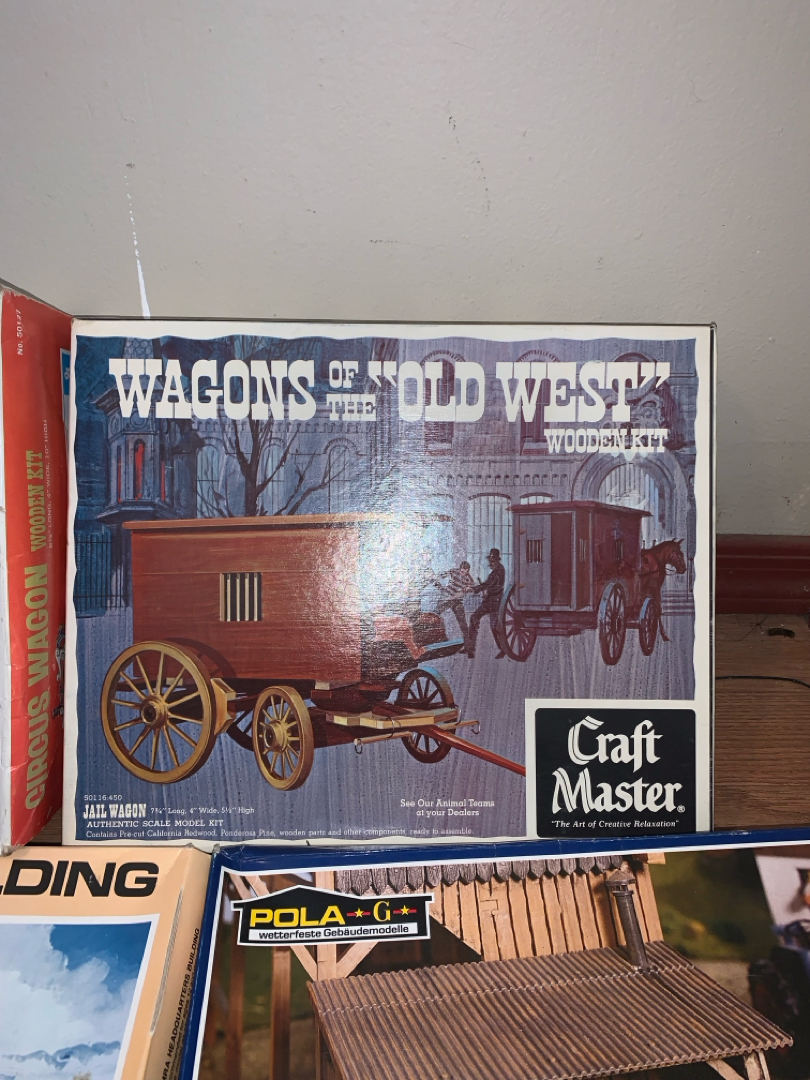 WAGONS OF THE "OLD WEST"
WOODEN KIT
50116:450
JAIL WAGON 7¾" Long, 4" Wide, 5½" High
AUTHENTIC SCALE MODEL KIT
Contains Pre-cut California Redwood, Ponderosa Pine, wooden parts and other components, ready to assemble.
See Our Animal Teams
at your Dealers
Craft
Master®
"The Art of Creative Relaxation"
No. 50127
CIRCUS WAGON WOODEN KIT
LDING
HEADQUARTERS BUILDING
POLA G
wetterfeste Gebäudemodelle